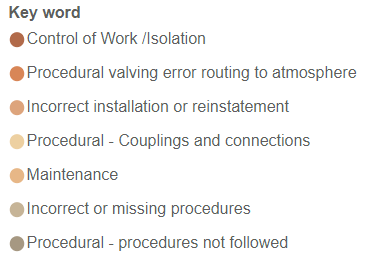 Key word
Control of Work /Isolation
Procedural valving error routing to atmosphere
Incorrect installation or reinstatement
Procedural - Couplings and connections
Maintenance
Incorrect or missing procedures
Procedural - procedures not followed